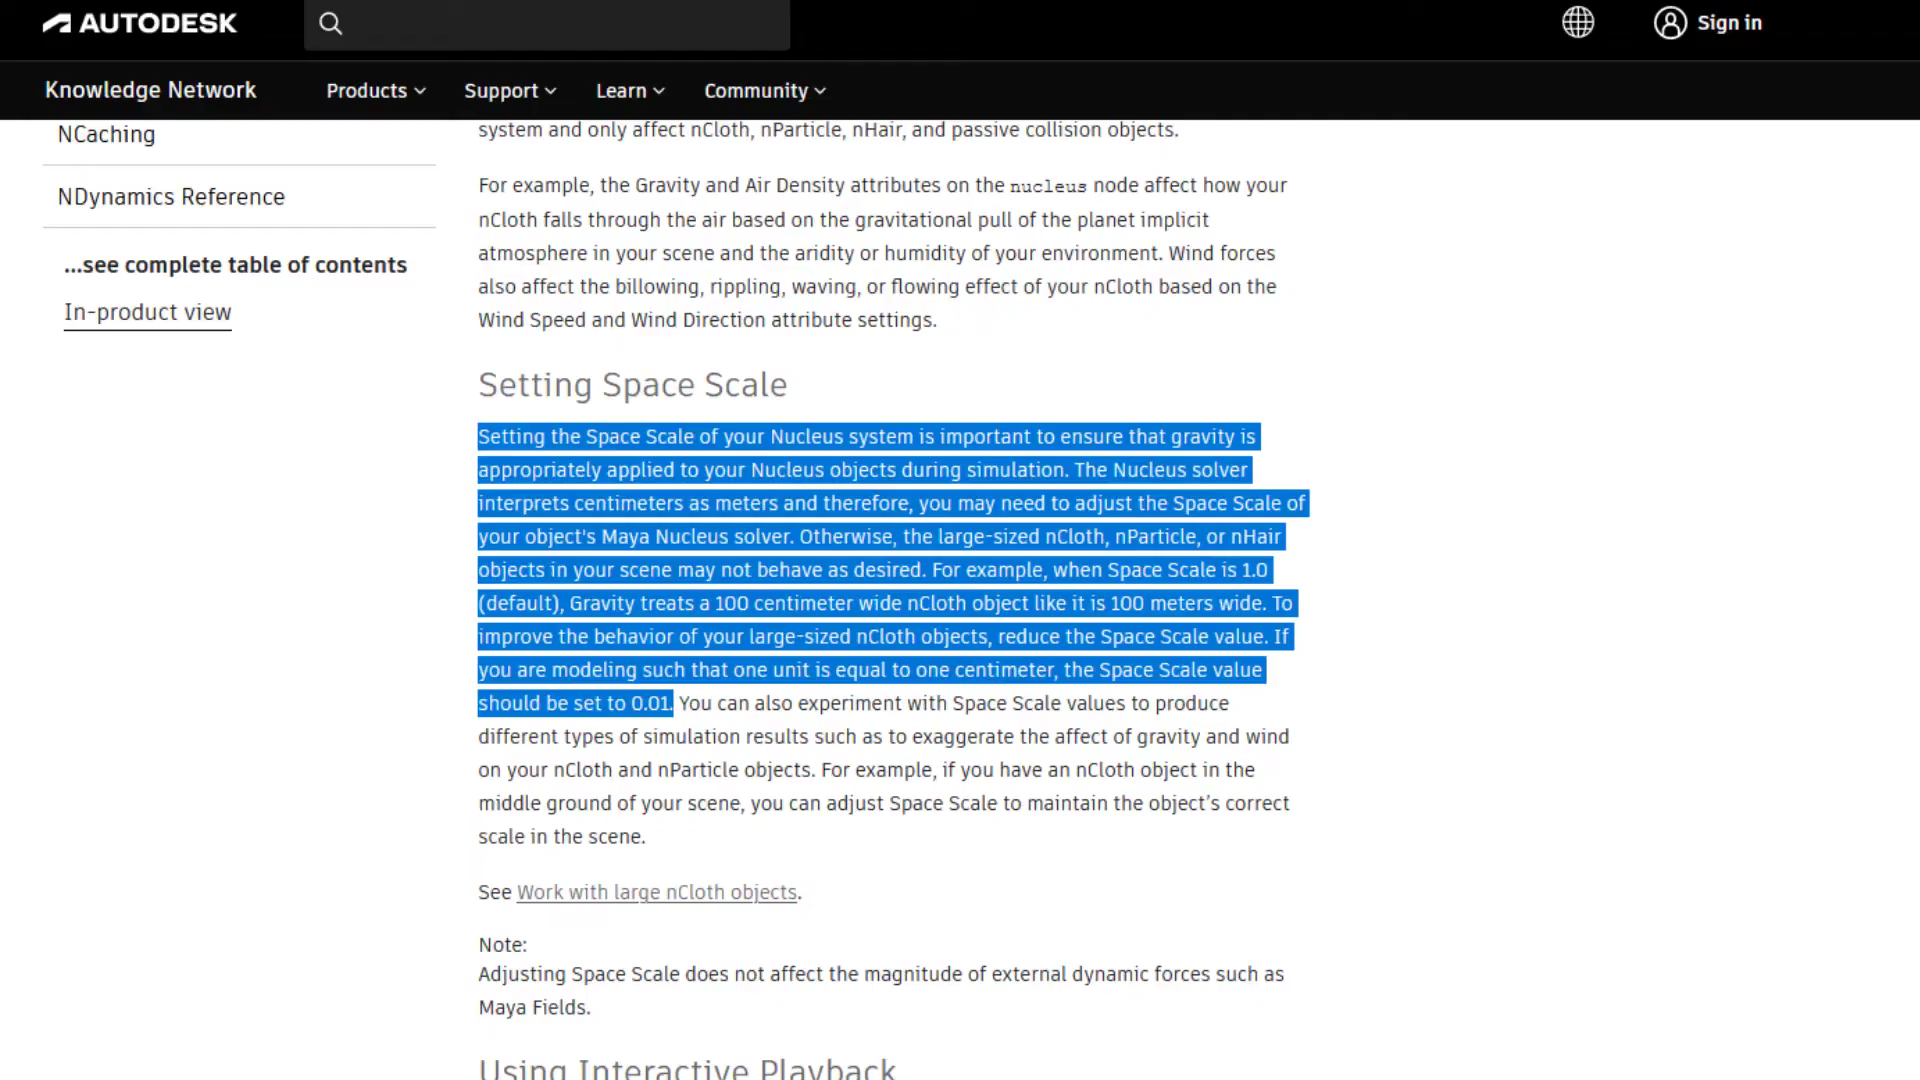 AUTODESK
Sign in
Knowledge Network
Products
Support
Learn
Community
NCaching
NDynamics Reference
...see complete table of contents
In-product view
system and only affect nCloth, nParticle, nHair, and passive collision objects.
For example, the Gravity and Air Density attributes on the nucleus node affect how your
nCloth falls through the air based on the gravitational pull of the planet implicit
atmosphere in your scene and the aridity or humidity of your environment. Wind forces
also affect the billowing, rippling, waving, or flowing effect of your nCloth based on the
Wind Speed and Wind Direction attribute settings.
Setting Space Scale
Setting the Space Scale of your Nucleus system is important to ensure that gravity is
appropriately applied to your Nucleus objects during simulation. The Nucleus solver
interprets centimeters as meters and therefore, you may need to adjust the Space Scale of
your object's Maya Nucleus solver. Otherwise, the large-sized nCloth, nParticle, or nHair
objects in your scene may not behave as desired. For example, when Space Scale is 1.0
(default), Gravity treats a 100 centimeter wide nCloth object like it is 100 meters wide. To
improve the behavior of your large-sized nCloth objects, reduce the Space Scale value. If
you are modeling such that one unit is equal to one centimeter, the Space Scale value
should be set to 0.01. You can also experiment with Space Scale values to produce
different types of simulation results such as to exaggerate the affect of gravity and wind
on your nCloth and nParticle objects. For example, if you have an nCloth object in the
middle ground of your scene, you can adjust Space Scale to maintain the object’s correct
scale in the scene.
See Work with large nCloth objects.
Note:
Adjusting Space Scale does not affect the magnitude of external dynamic forces such as
Maya Fields.
Using Interactive Playback